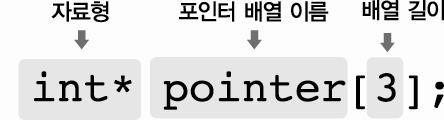 자료형 포인터 배열 이름 배열 길이
int* pointer[3];